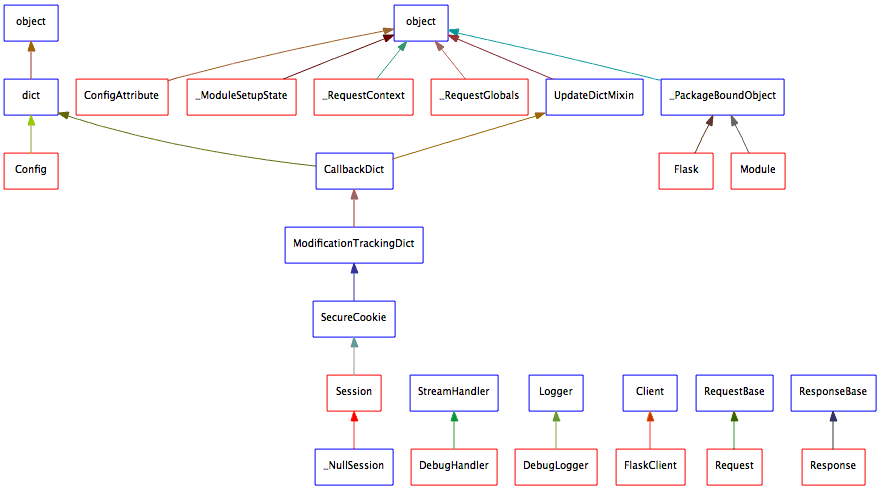 object
object
dict
ConfigAttribute
_ModuleSetupState
_RequestContext
_RequestGlobals
UpdateDictMixin
_PackageBoundObject
Config
CallbackDict
Flask
Module
ModificationTrackingDict
SecureCookie
Session
StreamHandler
Logger
Client
RequestBase
ResponseBase
_NullSession
DebugHandler
DebugLogger
FlaskClient
Request
Response